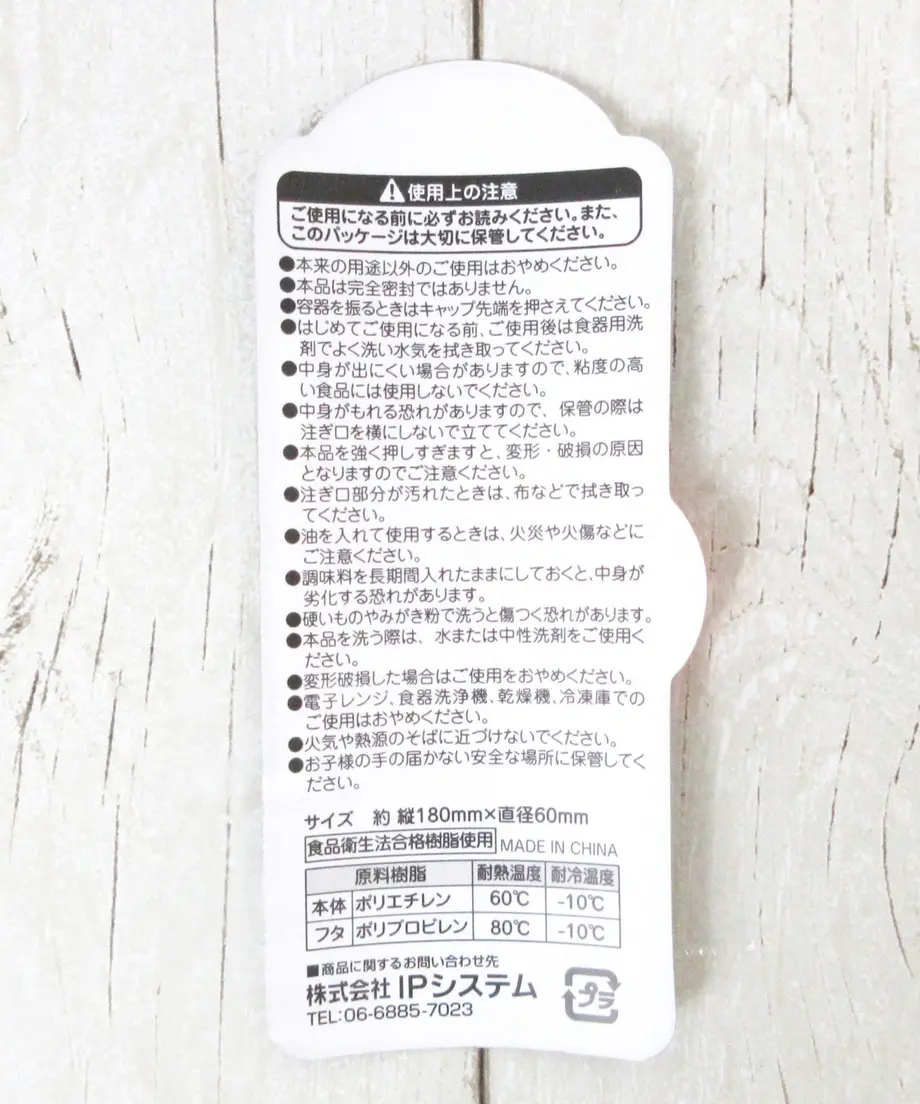 ⚠使用上の注意
ご使用になる前に必ずお読みください。また、
このパッケージは大切に保管してください。
●本来の用途以外のご使用はおやめください。
●本品は完全密封ではありません。
●容器を振るときはキャップ先端を押さえてください。
●はじめてご使用になる前、ご使用後は食器用洗
剤でよく洗い水気を拭き取ってください。
●中身が出にくい場合がありますので、粘度の高
い食品には使用しないでください。
●中身がもれる恐れがありますので、保管の際は
注ぎ口を横にしないで立ててください。
●本品を強く押しすぎますと、変形・破損の原因
となりますのでご注意ください。
●注ぎ口部分が汚れたときは、布などで拭き取っ
てください。
●油を入れて使用するときは、火災や火傷などに
ご注意ください。
●調味料を長期間入れたままにしておくと、中身が
劣化する恐れがあります。
●硬いものやみがき粉で洗うと傷つく恐れがあります。
●本品を洗う際は、水または中性洗剤をご使用く
ださい。
●変形破損した場合はご使用をおやめください。
●電子レンジ、食器洗浄機、乾燥機、冷凍庫での
ご使用はおやめください。
●火気や熱源のそばに近づけないでください。
●お子様の手の届かない安全な場所に保管してく
ださい。
サイズ 約 縦180mm×直径60mm
食品衛生法合格樹脂使用 MADE IN CHINA
原料樹脂 耐熱温度 耐冷温度
本体 ポリエチレン 60℃ -10℃
フタ ポリプロピレン 80℃ -10℃
■商品に関するお問い合わせ先
株式会社 IPシステム
TEL:06-6885-7023
プラ